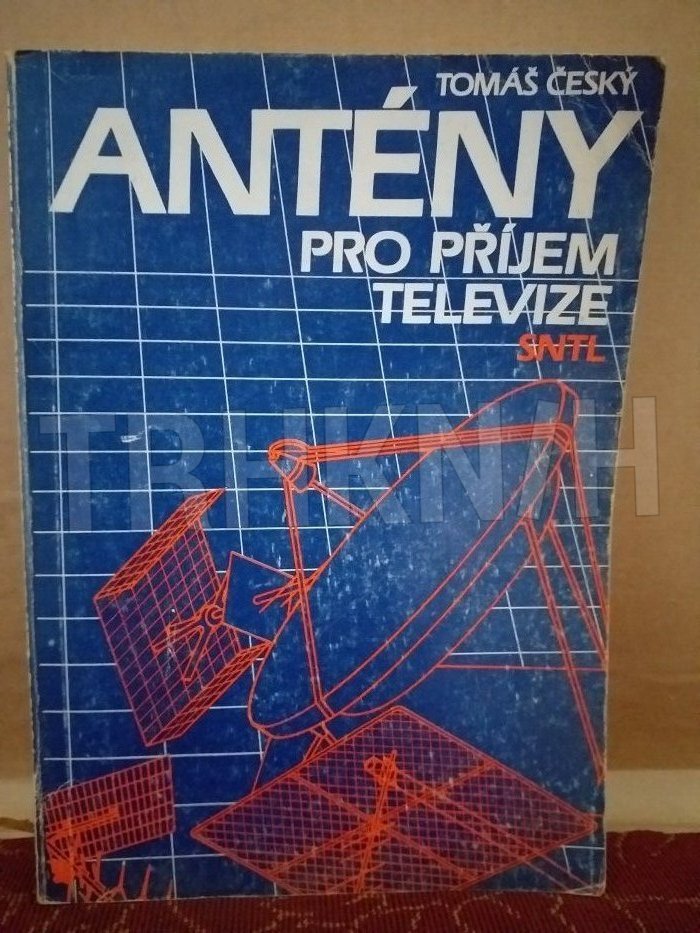 TOMÁŠ ČESKÝ
ANTÉNY
PRO PŘÍJEM
TELEVIZE
SNTL
TRHKNIH